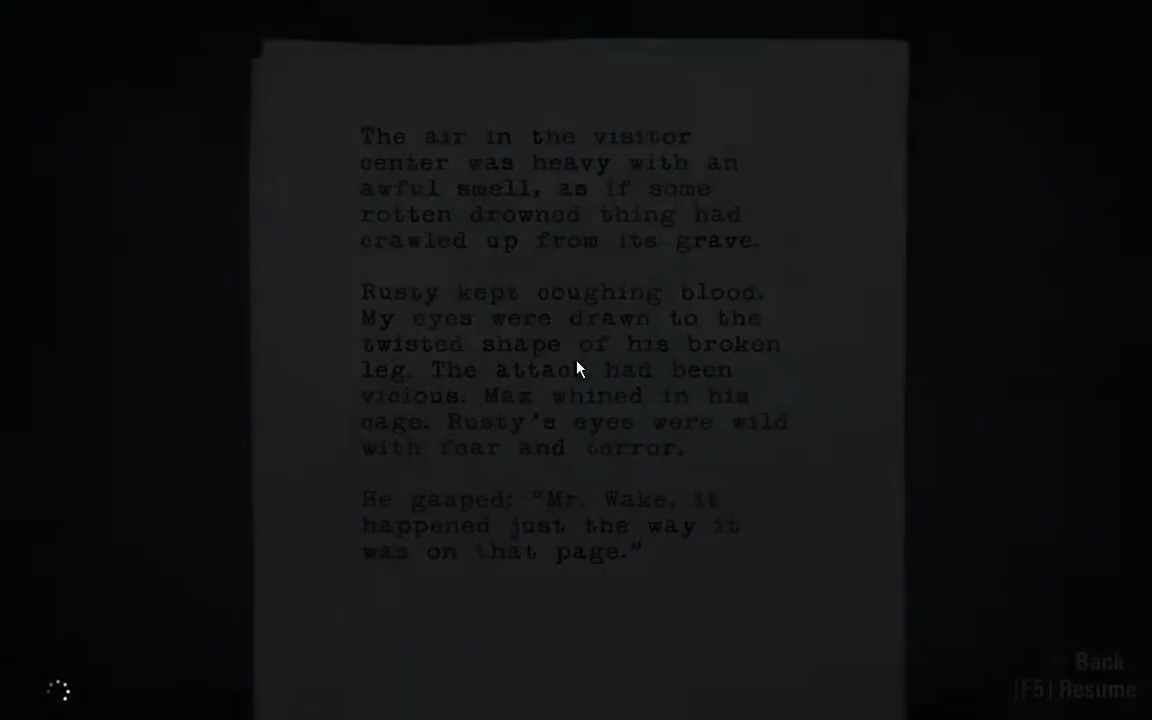 The air in the visitor
center was heavy with an
awful smell, as if some
rotten drowned thing had
crawled up from its grave.
Rusty kept coughing blood.
My eyes were drawn to the
twisted shape of his broken
leg. The attack had been
vicious. Max whined in his
cage. Rusty's eyes were wild
with fear and terror.
He gasped: "Mr. Wake, it
happened just the way it
was on that page."
Back
[F5] Resume